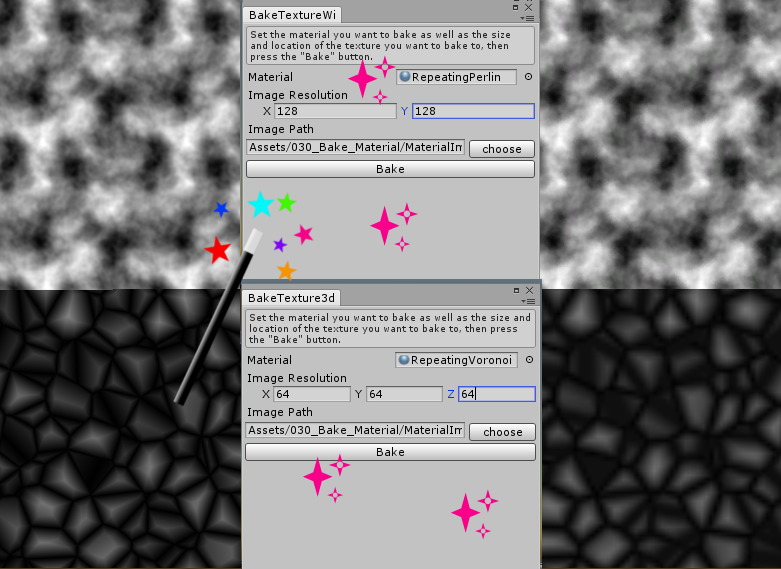 BakeTextureWi
Set the material you want to bake as well as the size
and location of the texture you want to bake to, then
press the "Bake" button.
Material RepeatingPerlin
Image Resolution
X 128 Y 128
Image Path
Assets/030_Bake_Material/MaterialIm choose
Bake
BakeTexture3d
Set the material you want to bake as well as the size and
location of the texture you want to bake to, then press
the "Bake" button.
Material RepeatingVoronoi
Image Resolution
X 64 Y 64 Z 64
Image Path
Assets/030_Bake_Material/MaterialIm choose
Bake